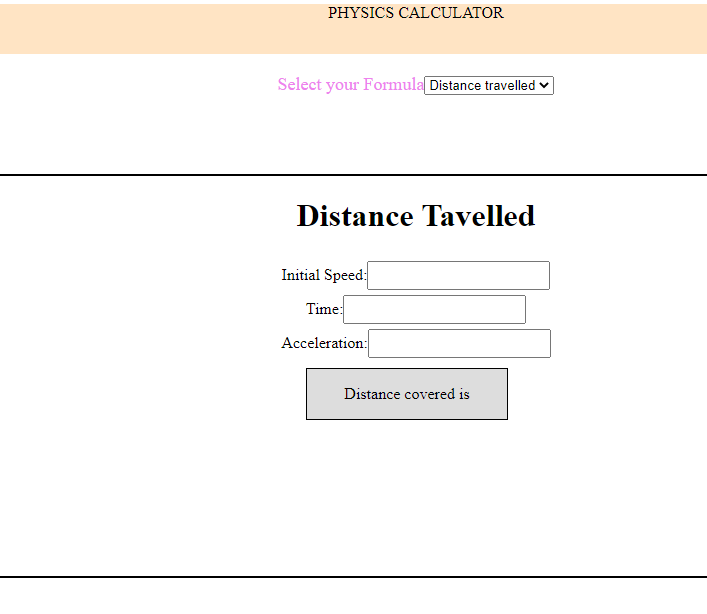 PHYSICS CALCULATOR
Select your Formula Distance travelled
Distance Tavelled
Initial Speed:
Time:
Acceleration:
Distance covered is